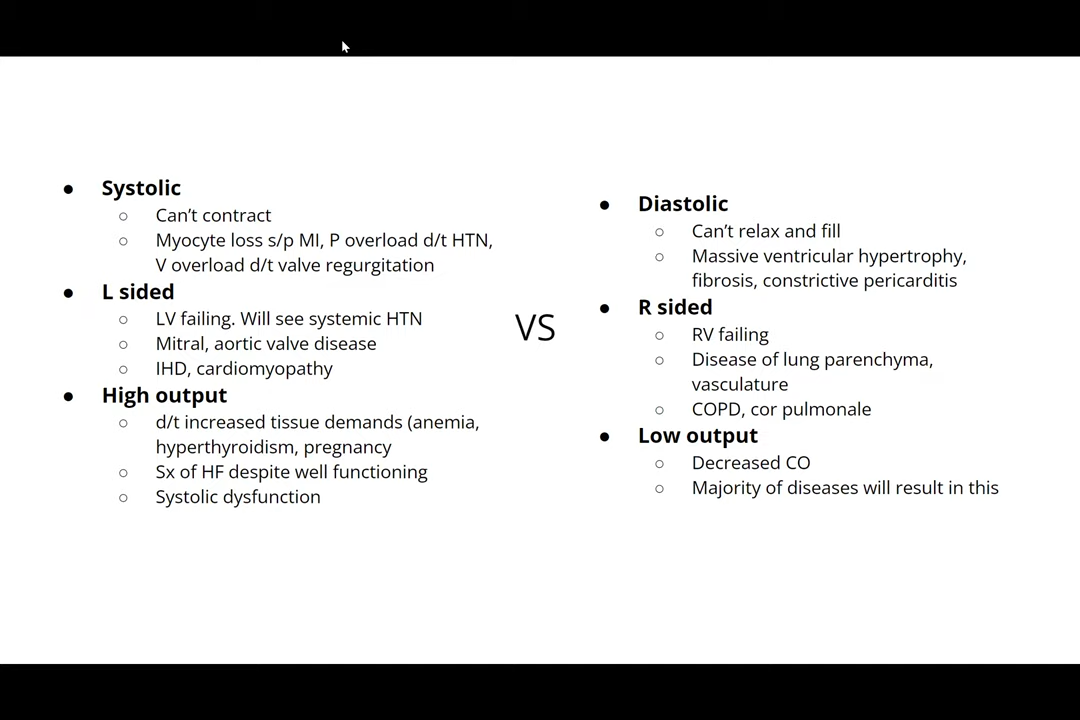 ● Systolic
○ Can’t contract
○ Myocyte loss s/p MI, P overload d/t HTN,
V overload d/t valve regurgitation
● L sided
○ LV failing. Will see systemic HTN
○ Mitral, aortic valve disease
○ IHD, cardiomyopathy
● High output
○ d/t increased tissue demands (anemia,
hyperthyroidism, pregnancy
○ Sx of HF despite well functioning
○ Systolic dysfunction
VS
● Diastolic
○ Can’t relax and fill
○ Massive ventricular hypertrophy,
fibrosis, constrictive pericarditis
● R sided
○ RV failing
○ Disease of lung parenchyma,
vasculature
○ COPD, cor pulmonale
● Low output
○ Decreased CO
○ Majority of diseases will result in this